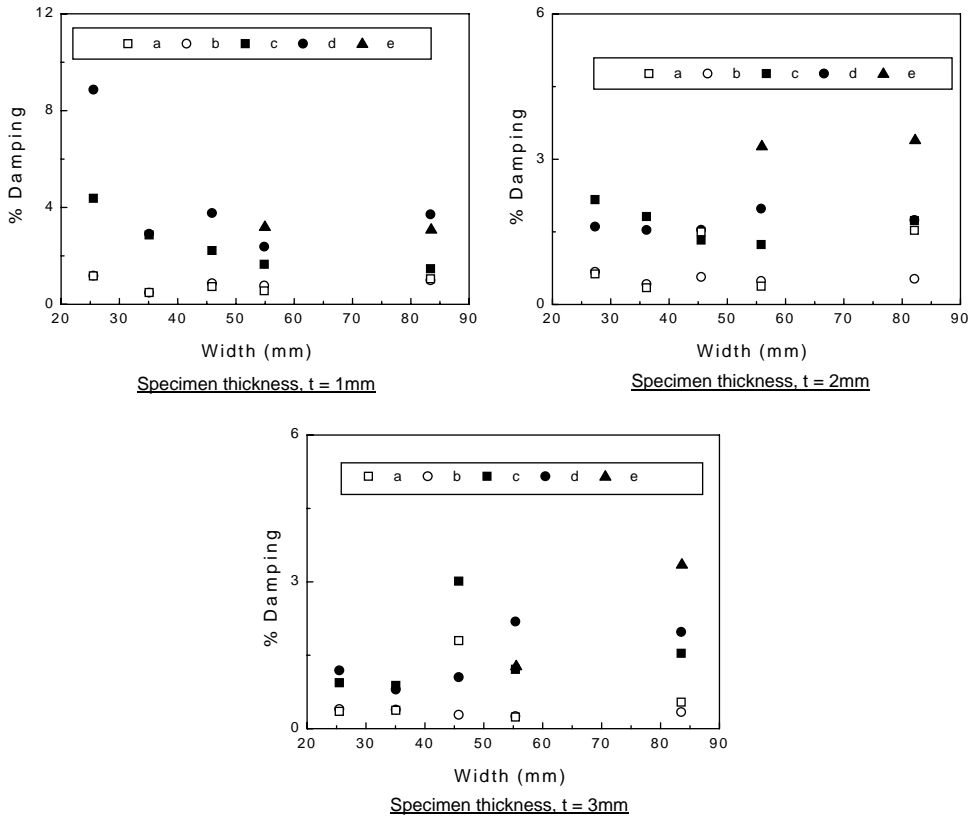 12
8
4
0
% Damping
a b c d e
20 30 40 50 60 70 80 90
Width (mm)
Specimen thickness, t = 1mm
6
3
0
% Damping
a b c d e
20 30 40 50 60 70 80 90
Width (mm)
Specimen thickness, t = 2mm
6
3
0
% Damping
a b c d e
20 30 40 50 60 70 80 90
Width (mm)
Specimen thickness, t = 3mm